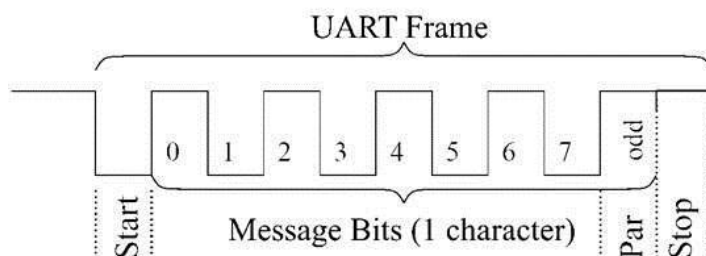 UART Frame
0 1 2 3 4 5 6 7 odd
Start Message Bits (1 character) Par Stop